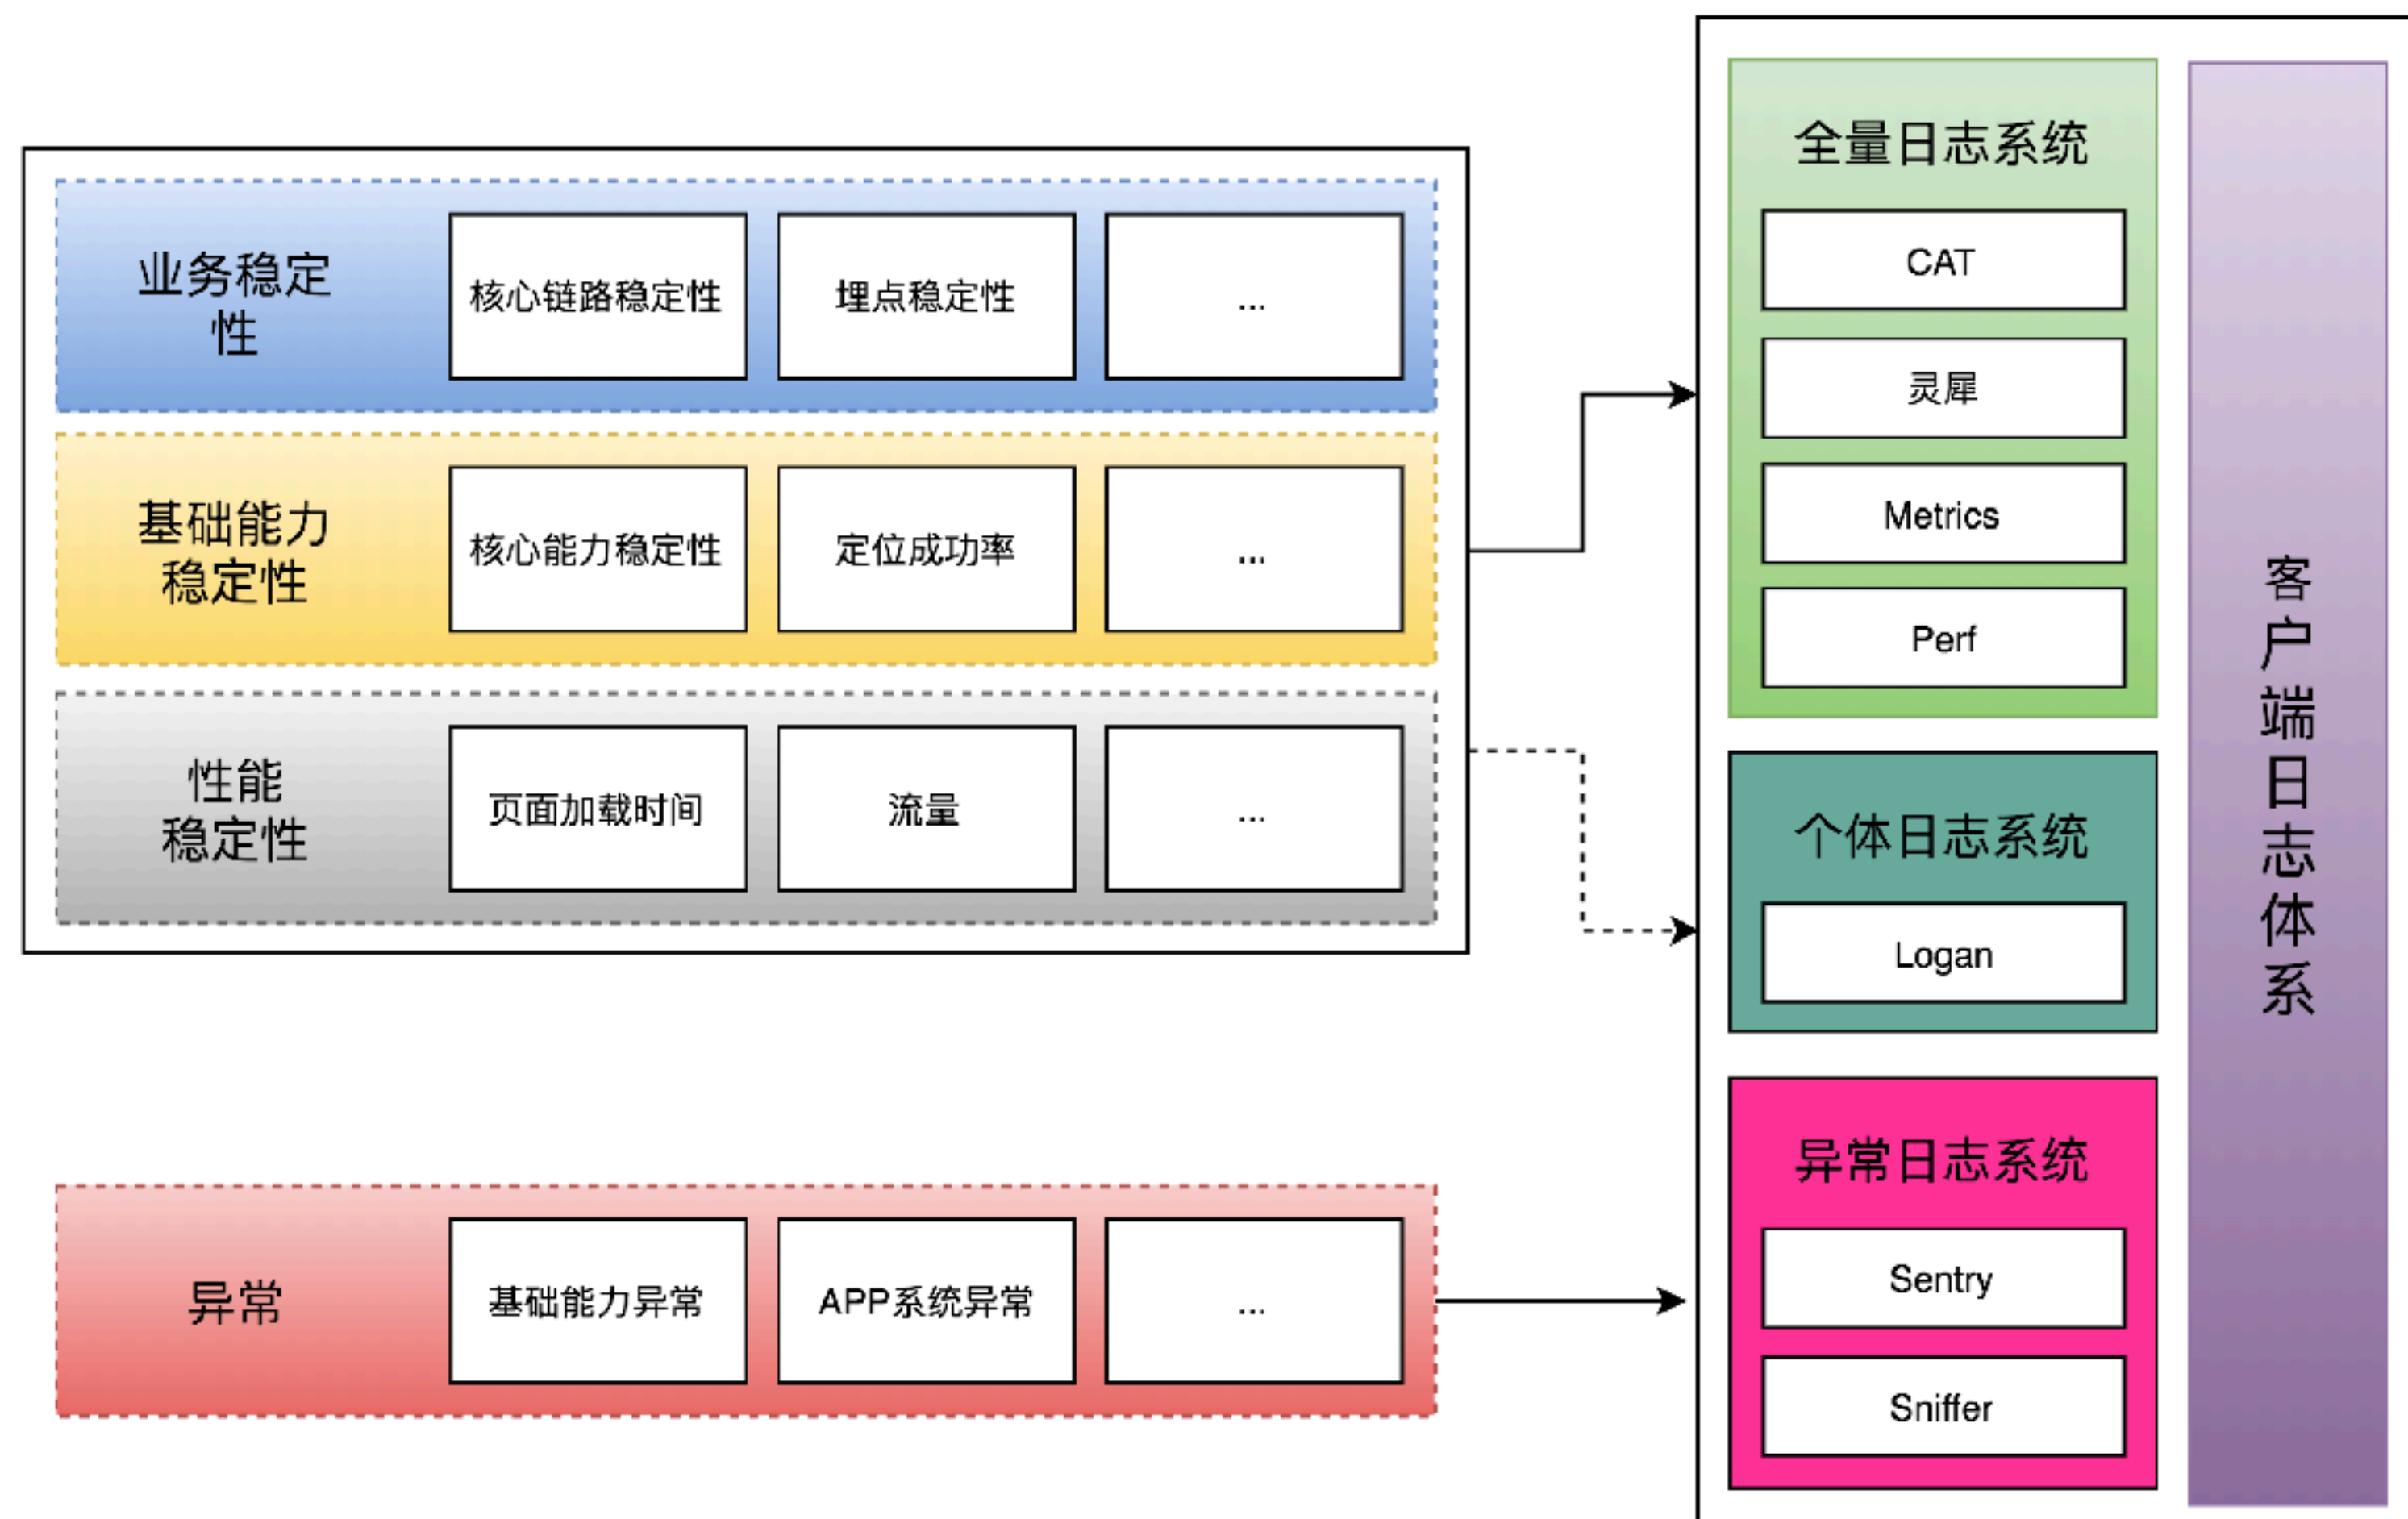 业务稳定
性
核心链路稳定性
埋点稳定性
...
基础能力
稳定性
核心能力稳定性
定位成功率
...
性能
稳定性
页面加载时间
流量
...
异常
基础能力异常
APP系统异常
...
全量日志系统
CAT
灵犀
Metrics
Perf
个体日志系统
Logan
异常日志系统
Sentry
Sniffer
客户端日志体系